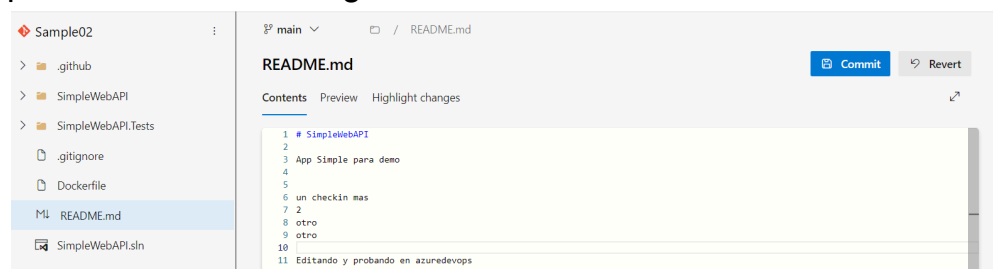 Sample02
.github
SimpleWebAPI
SimpleWebAPI.Tests
.gitignore
Dockerfile
M↓ README.md
SimpleWebAPI.sln
main / README.md
README.md
Commit Revert
Contents Preview Highlight changes
1 # SimpleWebAPI
2
3 App Simple para demo
4
5
6 un checkin mas
7 2
8 otro
9 otro
10
11 Editando y probando en azuredevops